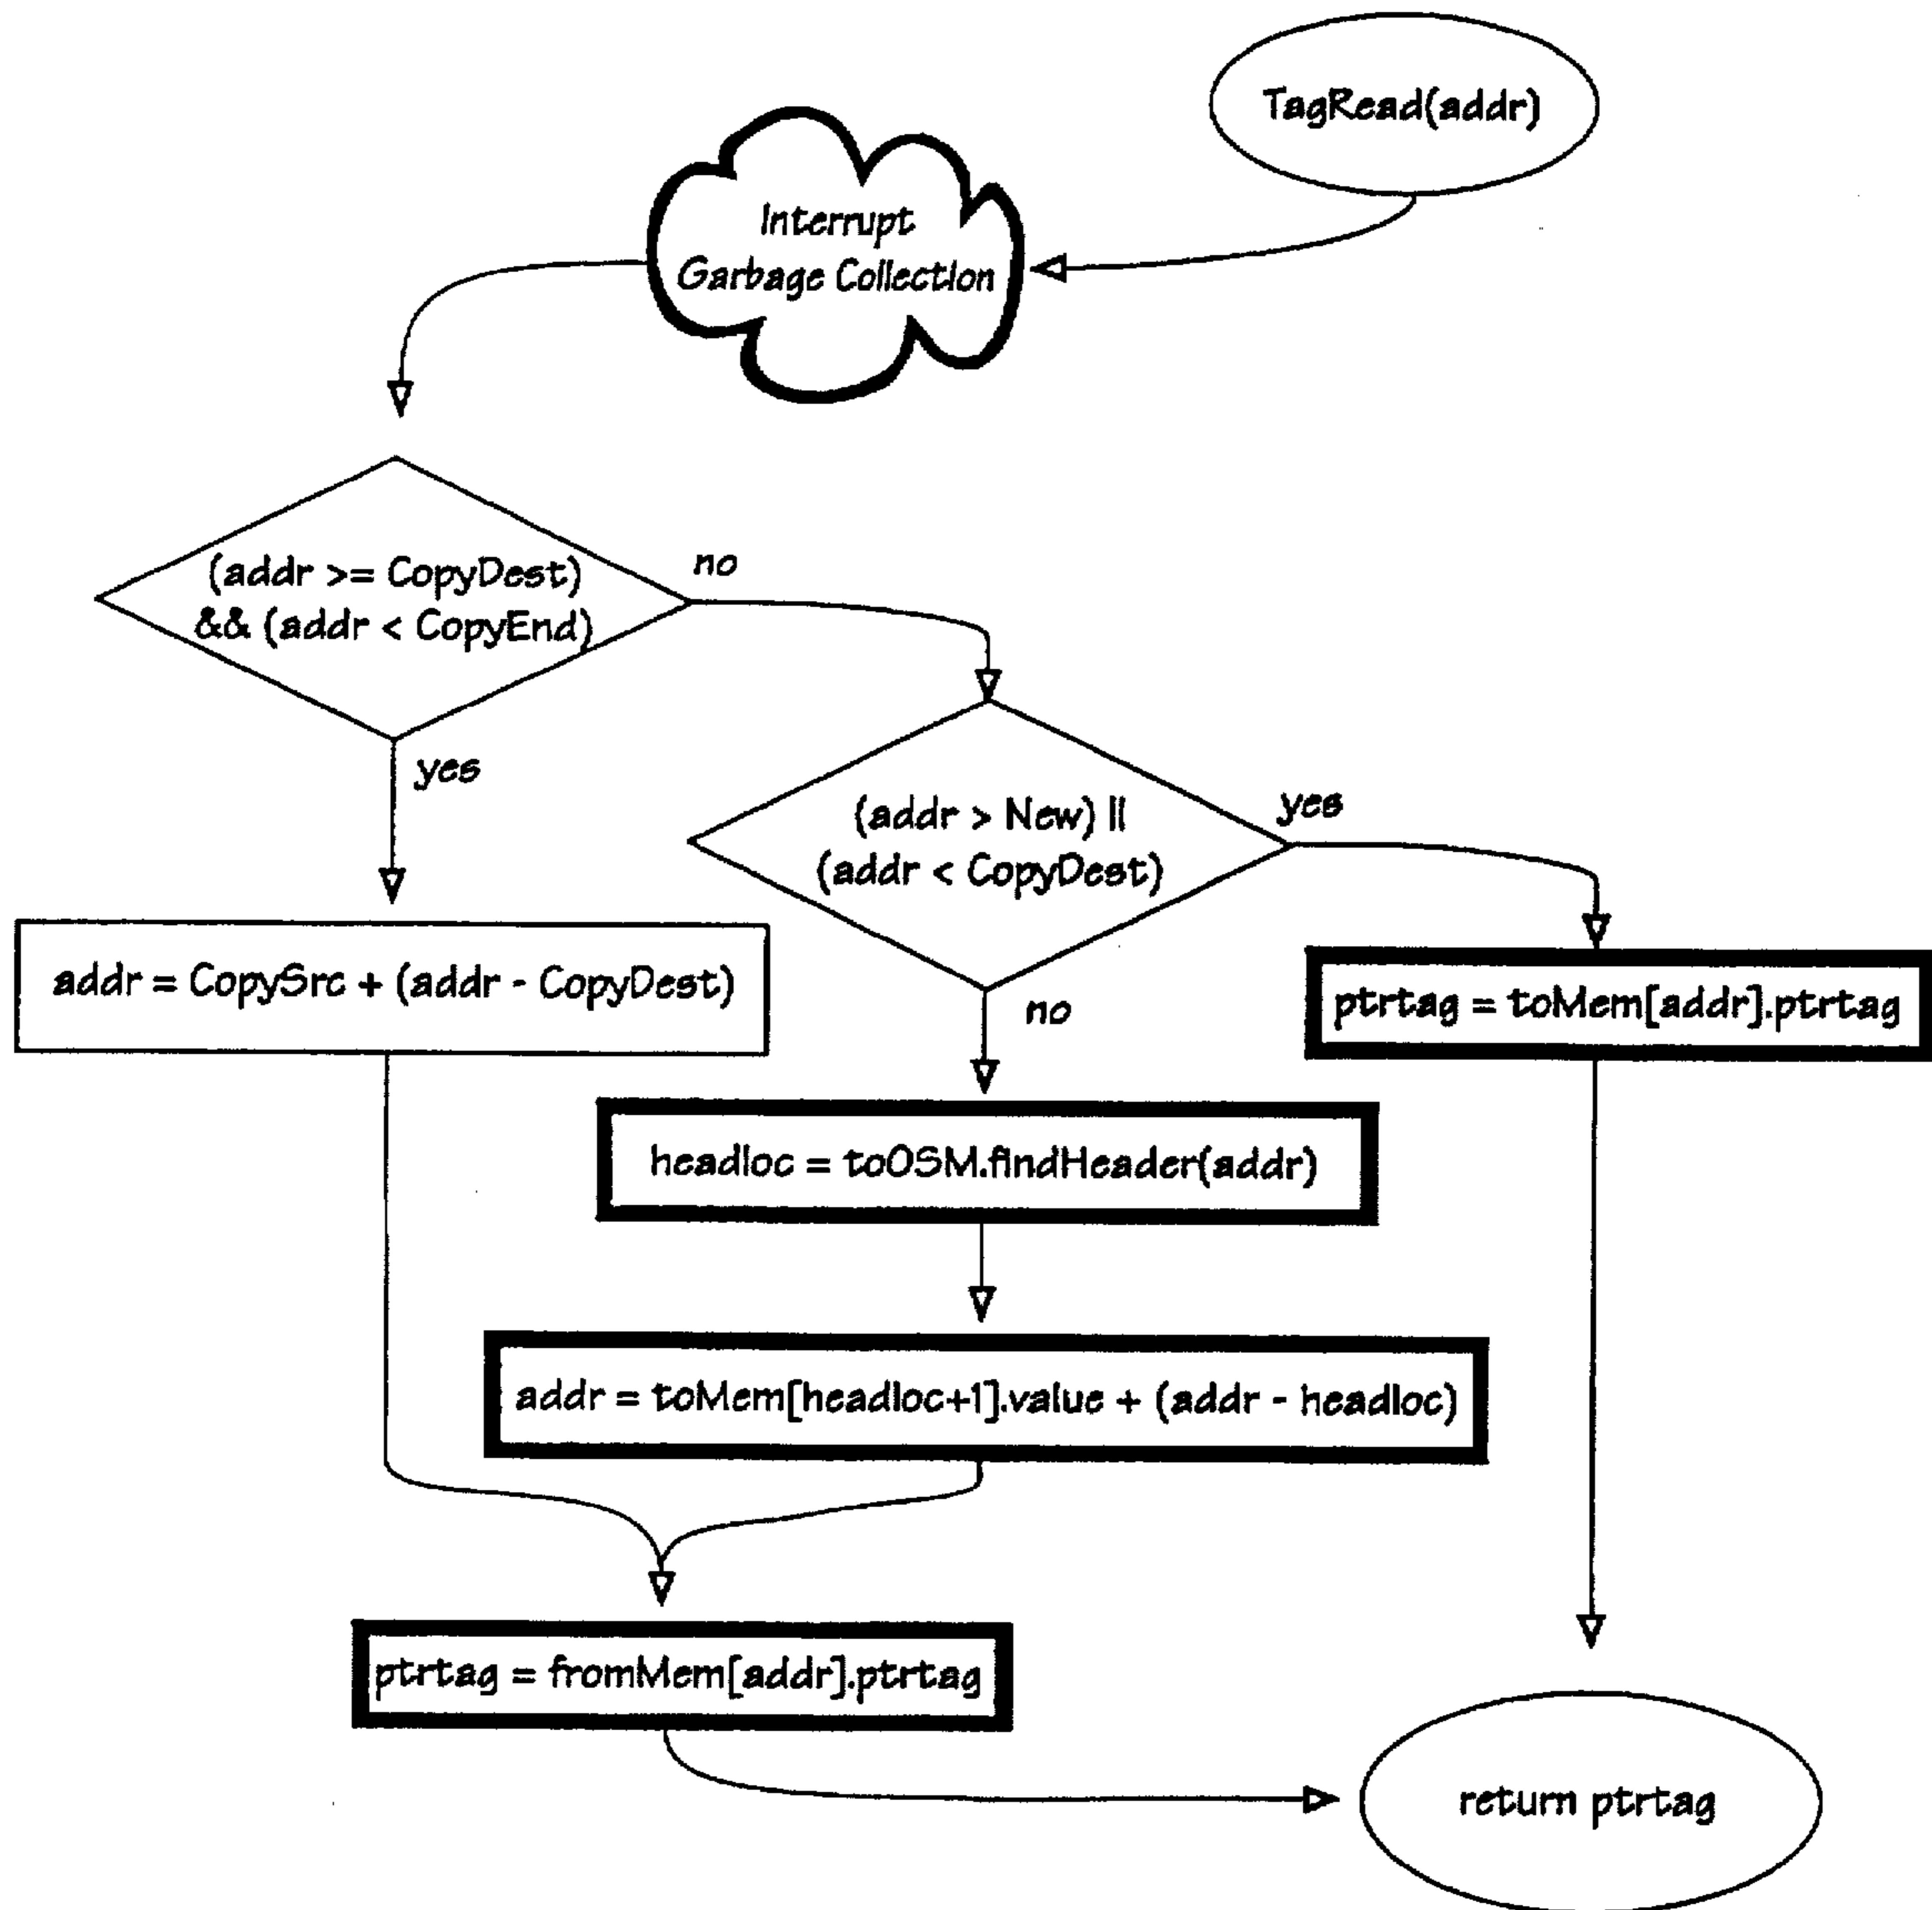 TagRead(addr)
Interrupt
Garbage Collection
(addr >= CopyDest)
&& (addr < CopyEnd)
no
yes
(addr > New) ||
(addr < CopyDest)
yes
no
addr = CopySrc + (addr - CopyDest)
ptrtag = toMem[addr].ptrtag
headloc = toOSM.findHeader(addr)
addr = toMem[headloc+1].value + (addr - headloc)
ptrtag = fromMem[addr].ptrtag
return ptrtag